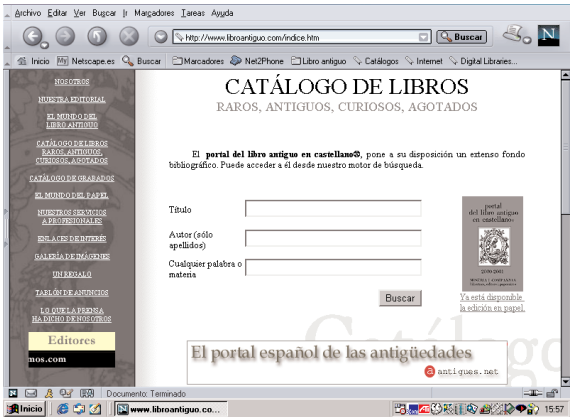 Archivo Editar Ver Buscar Ir Marcadores Tareas Ayuda
http://www.libroantiguo.com/indice.htm
Buscar
N
Inicio My Netscape.es Buscar Marcadores Net2Phone Libro antiguo Catálogos Internet Digital Libraries...
NOSOTROS
NUESTRA EDITORIAL
EL MUNDO DEL
LIBRO ANTIGUO
CATÁLOGO DE LIBROS
RAROS, ANTIGUOS,
CURIOSOS, AGOTADOS
CATÁLOGO DE GRABADOS
EL MUNDO DEL PAPEL
NUESTROS SERVICIOS
A PROFESIONALES
ENLACES DE INTERÉS
GALESÍA DE IMÁGENES
UN REGALO
TABLÓN DE ANUNCIOS
LO QUE LA PRENSA
HA DICHO DE NOSOTROS
Editores
mos.com
CATÁLOGO DE LIBROS
RAROS, ANTIGUOS, CURIOSOS, AGOTADOS
El portal del libro antiguo en castellano®, pone a su disposición un extenso fondo
bibliográfico. Puede acceder a él desde nuestro motor de búsqueda.
Título
Autor (sólo
apellidos)
Cualquier palabra o
materia
Buscar
portal
del libro antiguo
en castellano
2000-2001
Ya está disponible
la edición en papel.
Catálogo
El portal español de las antigüedades
a antiques.net
Documento: Terminado
Inicio
www.libroantiguo.co...
15:57